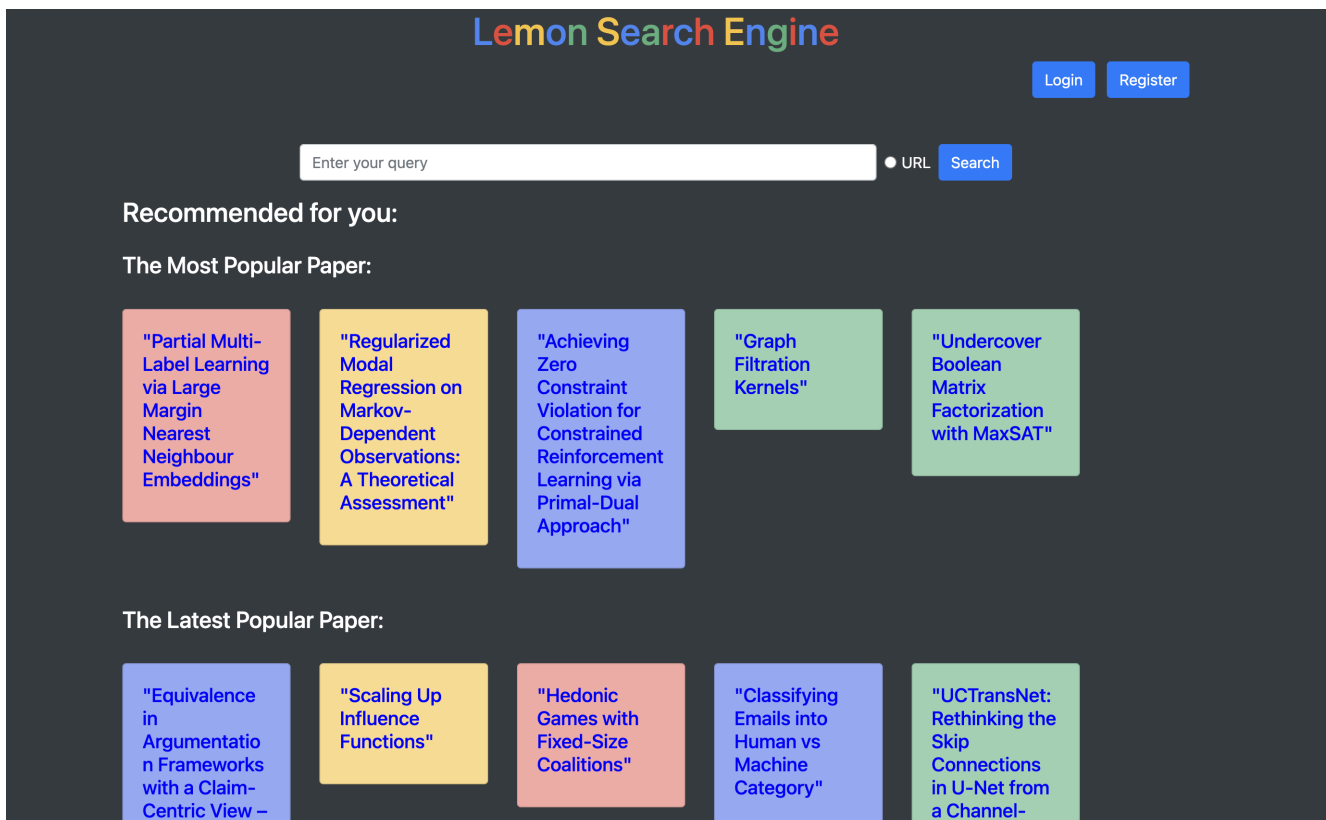 Lemon Search Engine
Login Register
Enter your query URL Search
Recommended for you:
The Most Popular Paper:
"Partial Multi-
Label Learning
via Large
Margin
Nearest
Neighbour
Embeddings"
"Regularized
Modal
Regression on
Markov-
Dependent
Observations:
A Theoretical
Assessment"
"Achieving
Zero
Constraint
Violation for
Constrained
Reinforcement
Learning via
Primal-Dual
Approach"
"Graph
Filtration
Kernels"
"Undercover
Boolean
Matrix
Factorization
with MaxSAT"
The Latest Popular Paper:
"Equivalence
in
Argumentatio
n Frameworks
with a Claim-
Centric View –
"Scaling Up
Influence
Functions"
"Hedonic
Games with
Fixed-Size
Coalitions"
"Classifying
Emails into
Human vs
Machine
Category"
"UCTransNet:
Rethinking the
Skip
Connections
in U-Net from
a Channel-